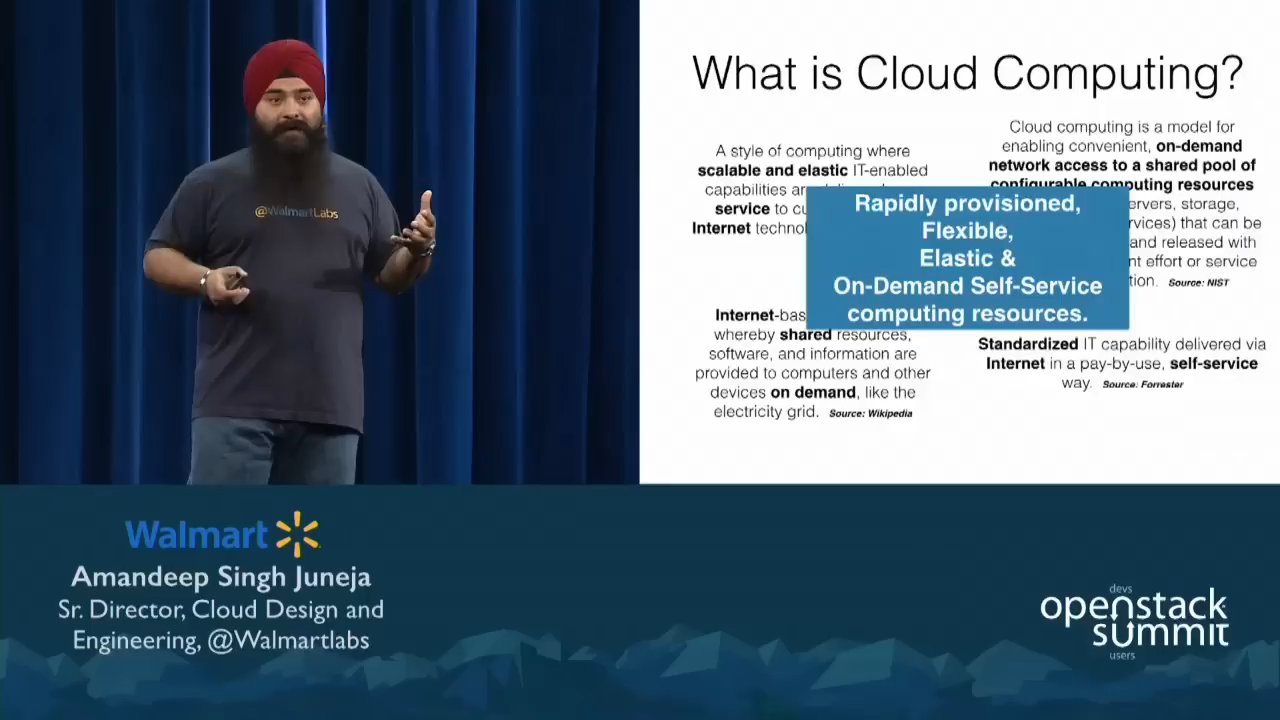 @WalmartLabs
What is Cloud Computing?
A style of computing where
scalable and elastic IT-enabled
capabilities
service to
Internet
Cloud computing is a model for
enabling convenient, on-demand
network access to a shared pool of
configurable computing resources
servers, storage,
that can be
and released with
effort or service
Source: NIST
Rapidly provisioned,
Flexible,
Elastic &
On-Demand Self-Service
computing resources.
whereby shared resources,
software, and information are
provided to computers and other
devices on demand, like the
electricity grid. Source: Wikipedia
Standardized IT capability delivered via
Internet in a pay-by-use, self-service
way. Source: Forrester
Walmart
Amandeep Singh Juneja
Sr. Director, Cloud Design and
Engineering, @Walmartlabs
devs
openstack
summit
users